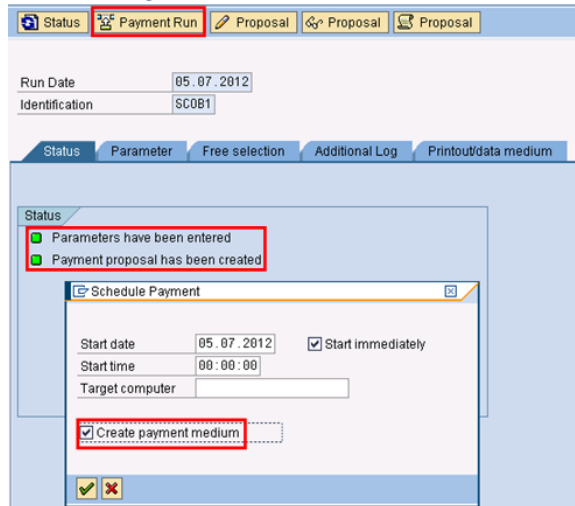 Status Payment Run Proposal Proposal Proposal
Run Date 05.07.2012
Identification SCOB1
Status Parameter Free selection Additional Log Printout/data medium
Status
Parameters have been entered
Payment proposal has been created
Schedule Payment
Start date 05.07.2012 Start immediately
Start time 00:00:00
Target computer
Create payment medium